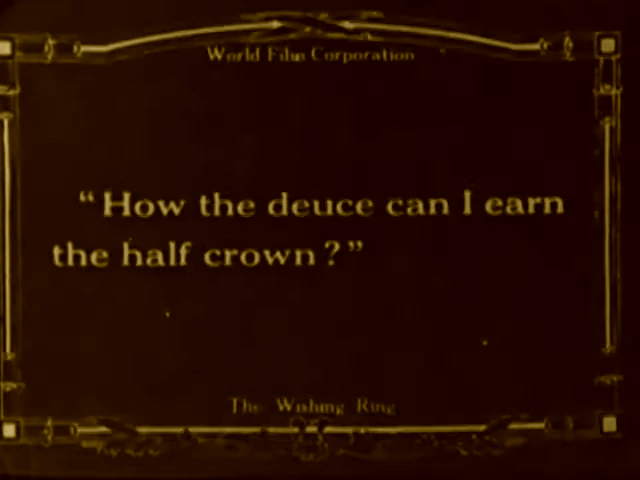 World Film Corporation
“How the deuce can I earn
the half crown?”
The Wishing Ring